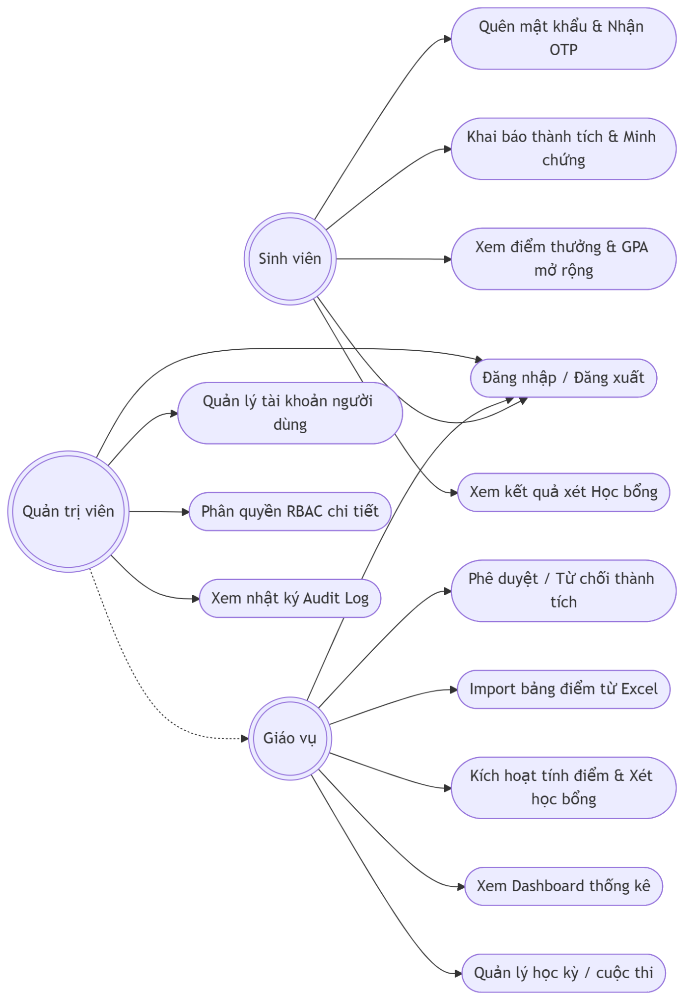 Quên mật khẩu & Nhận
OTP
Khai báo thành tích & Minh
chứng
Sinh viên
Xem điểm thưởng & GPA
mở rộng
Đăng nhập / Đăng xuất
Quản lý tài khoản người
dùng
Xem kết quả xét Học bổng
Quản trị viên
Phân quyền RBAC chi tiết
Phê duyệt / Từ chối thành
tích
Xem nhật ký Audit Log
Import bảng điểm từ Excel
Giáo vụ
Kích hoạt tính điểm & Xét
học bổng
Xem Dashboard thống kê
Quản lý học kỳ / cuộc thi